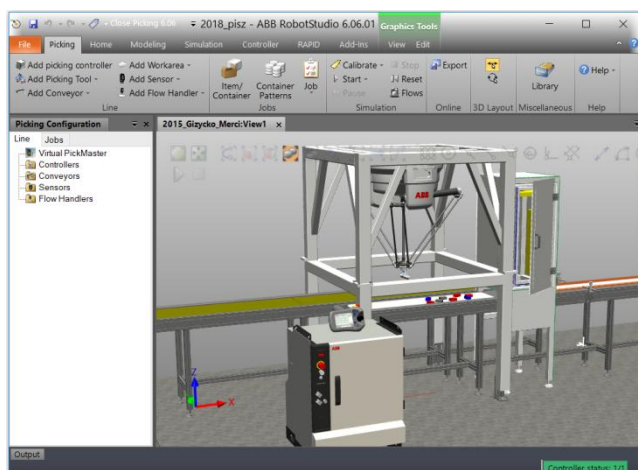 Close Picking 6.06
2018_pisz - ABB RobotStudio 6.06.01
Graphics Tools
File
Picking
Home
Modeling
Simulation
Controller
RAPID
Add-Ins
View
Edit
Add picking controller
Add Picking Tool
Add Conveyor
Add Workarea
Add Sensor
Add Flow Handler
Line
Item/
Container
Container
Patterns
Job
Jobs
Calibrate
Start
Pause
Stop
Reset
Flows
Simulation
Export
Online
3D Layout
Library
Miscellaneous
Help
Help
Picking Configuration
Line
Jobs
Virtual PickMaster
Controllers
Conveyors
Sensors
Flow Handlers
2015_Gizycko_Merci:View1
ABB
ABB
Z
X
Output
Controller status: 1/1